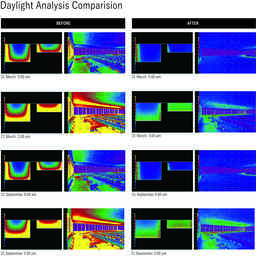 Daylight Analysis Comparision
BEFORE
AFTER
21 March 9.00 am
21 March 9.00 am
21 March 3.00 pm
21 March 3.00 pm
21 September 9.00 am
21 September 9.00 am
21 September 3.00 pm
21 September 3.00 pm